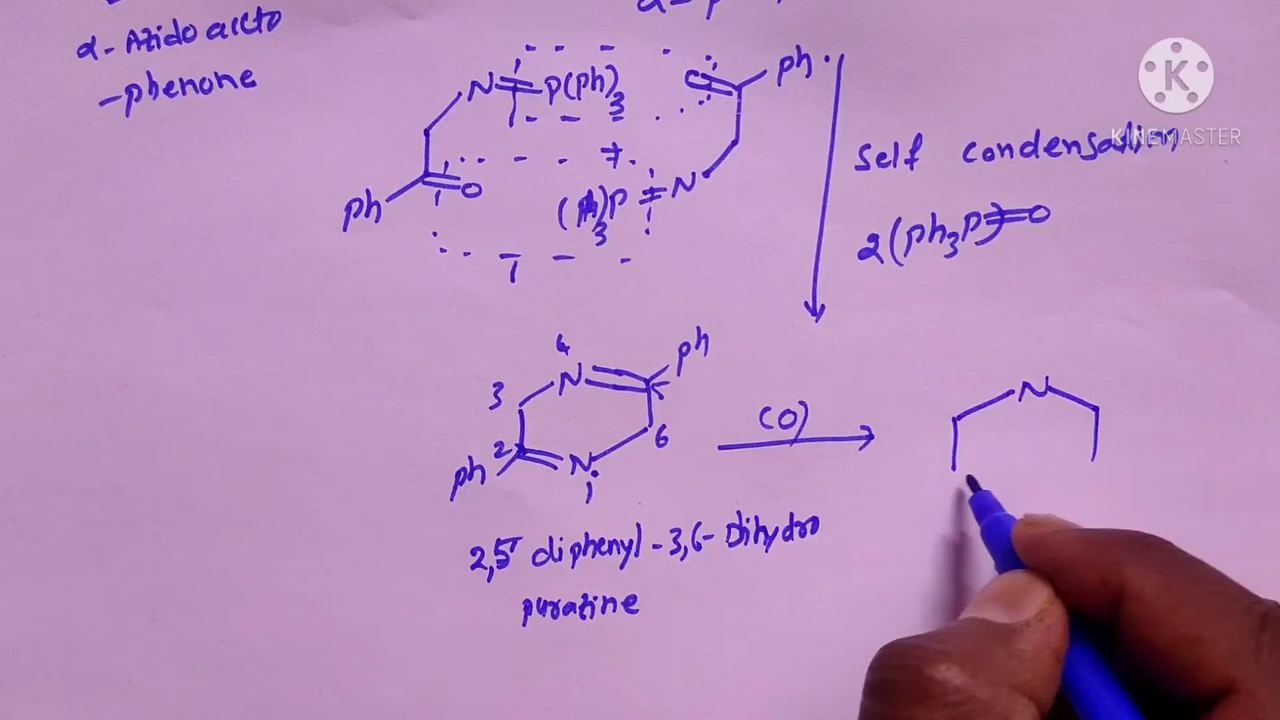 α-Azido aceto
-phenone
N=P(Ph)3
O
Ph
Ph
O
(Ph)3P=N
Self condensation
2(Ph3P)=O
K
KINEMASTER
4
N
Ph
3
2
6
Ph
N
1
(O)
N
2,5 diphenyl-3,6-Dihydro
pyrazine